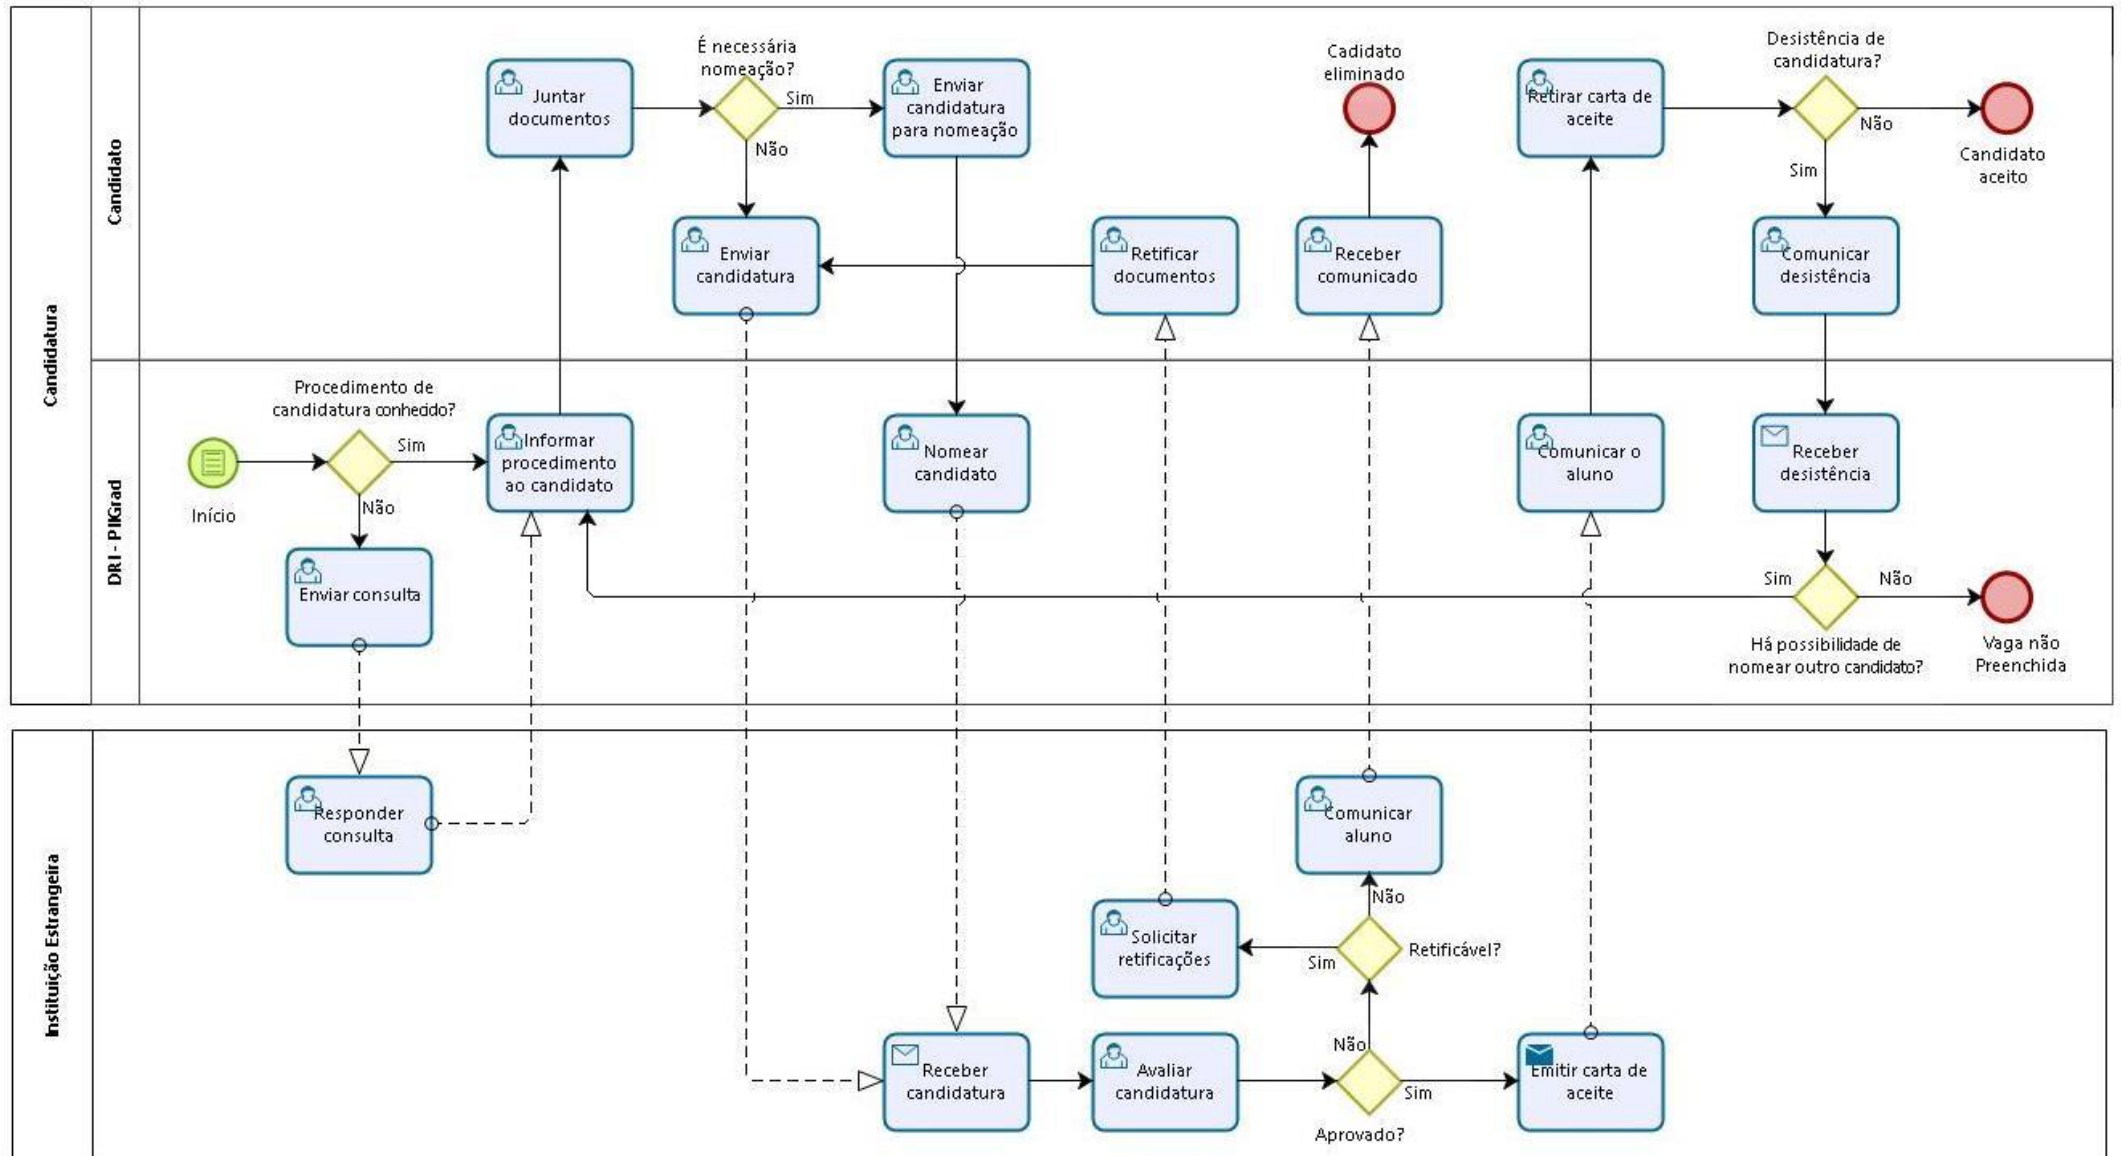 Candidatura
Candidato
É necessária
nomeação?
Juntar
documentos
Sim
Não
Enviar
candidatura
para nomeação
Enviar
candidatura
Retificar
documentos
Cadidato
eliminado
Receber
comunicado
Retirar carta de
aceite
Desistência de
candidatura?
Não
Sim
Candidato
aceito
Comunicar
desistência
DRI - PIIGrad
Início
Procedimento de
candidatura conhecido?
Sim
Não
Informar
procedimento
ao candidato
Enviar consulta
Nomear
candidato
Comunicar o
aluno
Receber
desistência
Sim
Não
Há possibilidade de
nomear outro candidato?
Vaga não
Preenchida
Instituição Estrangeira
Responder
consulta
Comunicar
aluno
Não
Solicitar
retificações
Sim
Retificável?
Receber
candidatura
Avaliar
candidatura
Não
Sim
Aprovado?
Emitir carta de
aceite